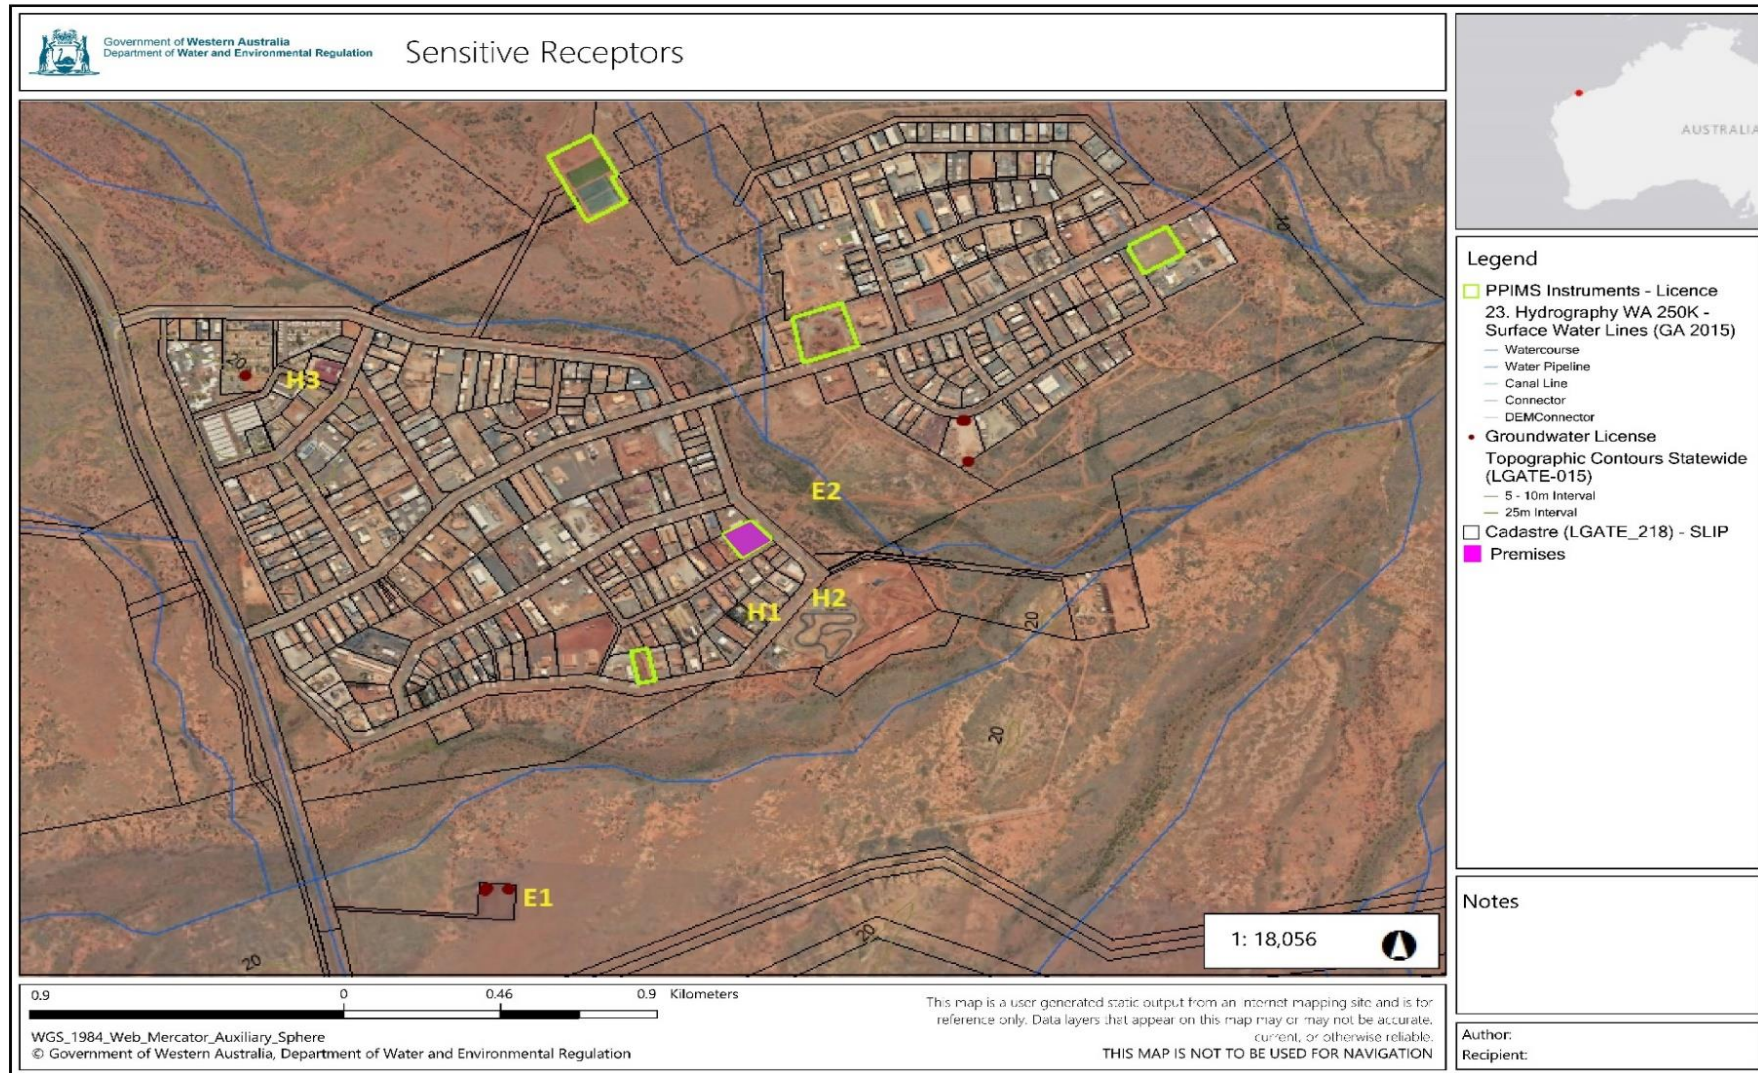 Government of Western Australia
Department of Water and Environmental Regulation
Sensitive Receptors
AUSTRALIA
10
20
H3
E2
H1
H2
20
20
E1
20
20
1: 18,056
Legend
PPIMS Instruments - Licence
23. Hydrography WA 250K -
Surface Water Lines (GA 2015)
Watercourse
Water Pipeline
Canal Line
Connector
DEMConnector
Groundwater License
Topographic Contours Statewide
(LGATE-015)
5 - 10m Interval
25m Interval
Cadastre (LGATE_218) - SLIP
Premises
Notes
Author:
Recipient:
0.9 0 0.46 0.9 Kilometers
WGS_1984_Web_Mercator_Auxiliary_Sphere
© Government of Western Australia, Department of Water and Environmental Regulation
This map is a user generated static output from an Internet mapping site and is for
reference only. Data layers that appear on this map may or may not be accurate,
current, or otherwise reliable.
THIS MAP IS NOT TO BE USED FOR NAVIGATION